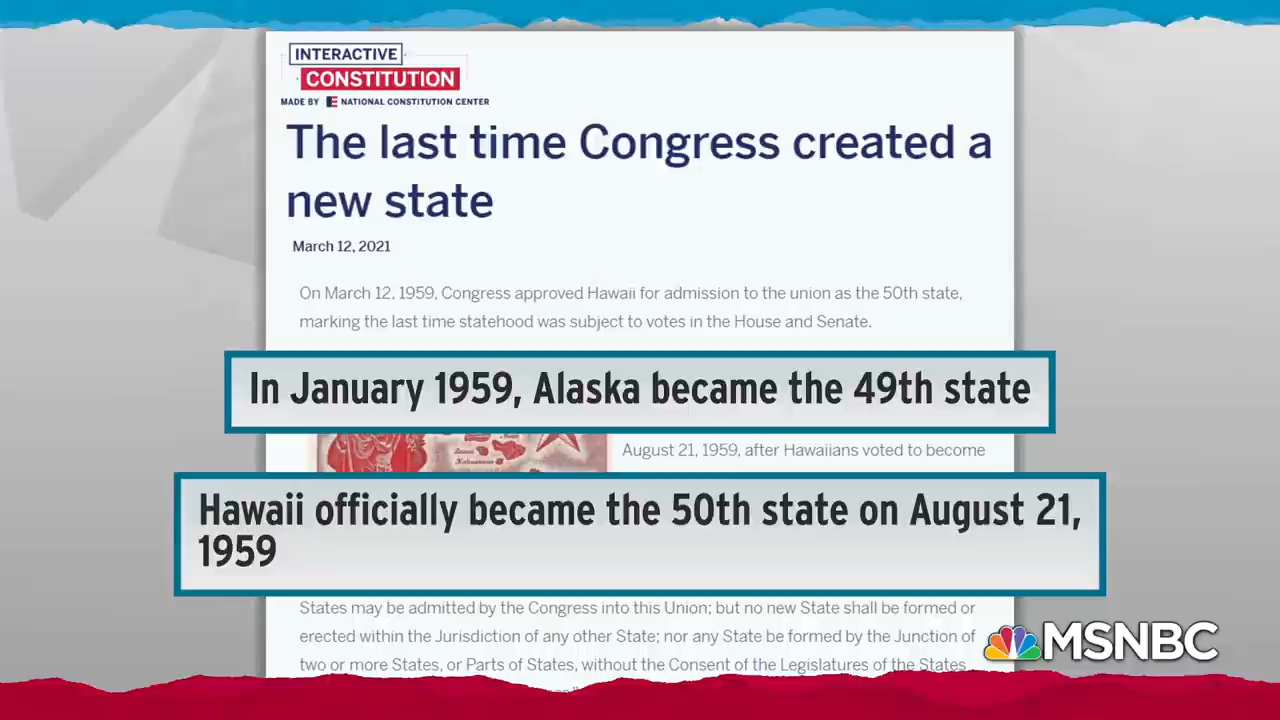 INTERACTIVE
CONSTITUTION
MADE BY NATIONAL CONSTITUTION CENTER
The last time Congress created a
new state
March 12, 2021
On March 12, 1959, Congress approved Hawaii for admission to the union as the 50th state,
marking the last time statehood was subject to votes in the House and Senate.
In January 1959, Alaska became the 49th state
August 21, 1959, after Hawaiians voted to become
Hawaii officially became the 50th state on August 21,
1959
States may be admitted by the Congress into this Union; but no new State shall be formed or
erected within the Jurisdiction of any other State; nor any State be formed by the Junction of
two or more States, or Parts of States, without the Consent of the Legislatures of the States
MSNBC